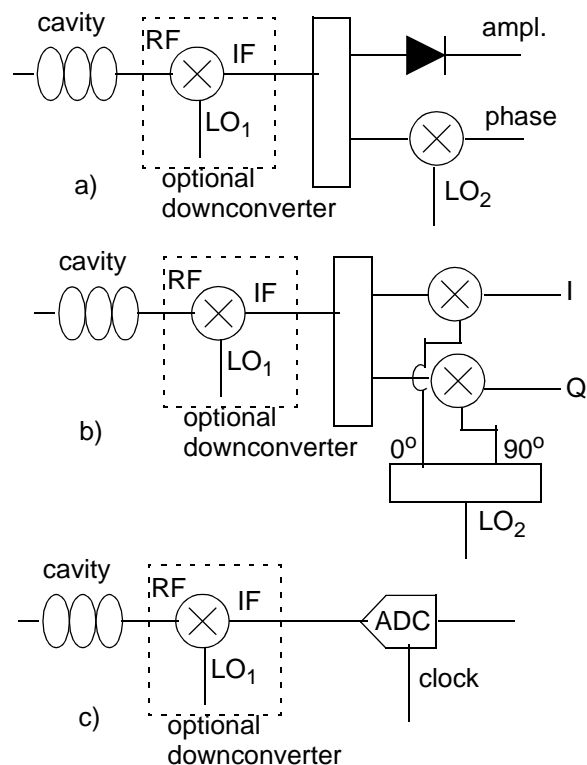 cavity
RF IF ampl.
LO1
phase
a) optional
downconverter
LO2
cavity
RF IF I
LO1
Q
b) optional
downconverter
0o 90o
LO2
cavity
RF IF
ADC
LO1
clock
c) optional
downconverter